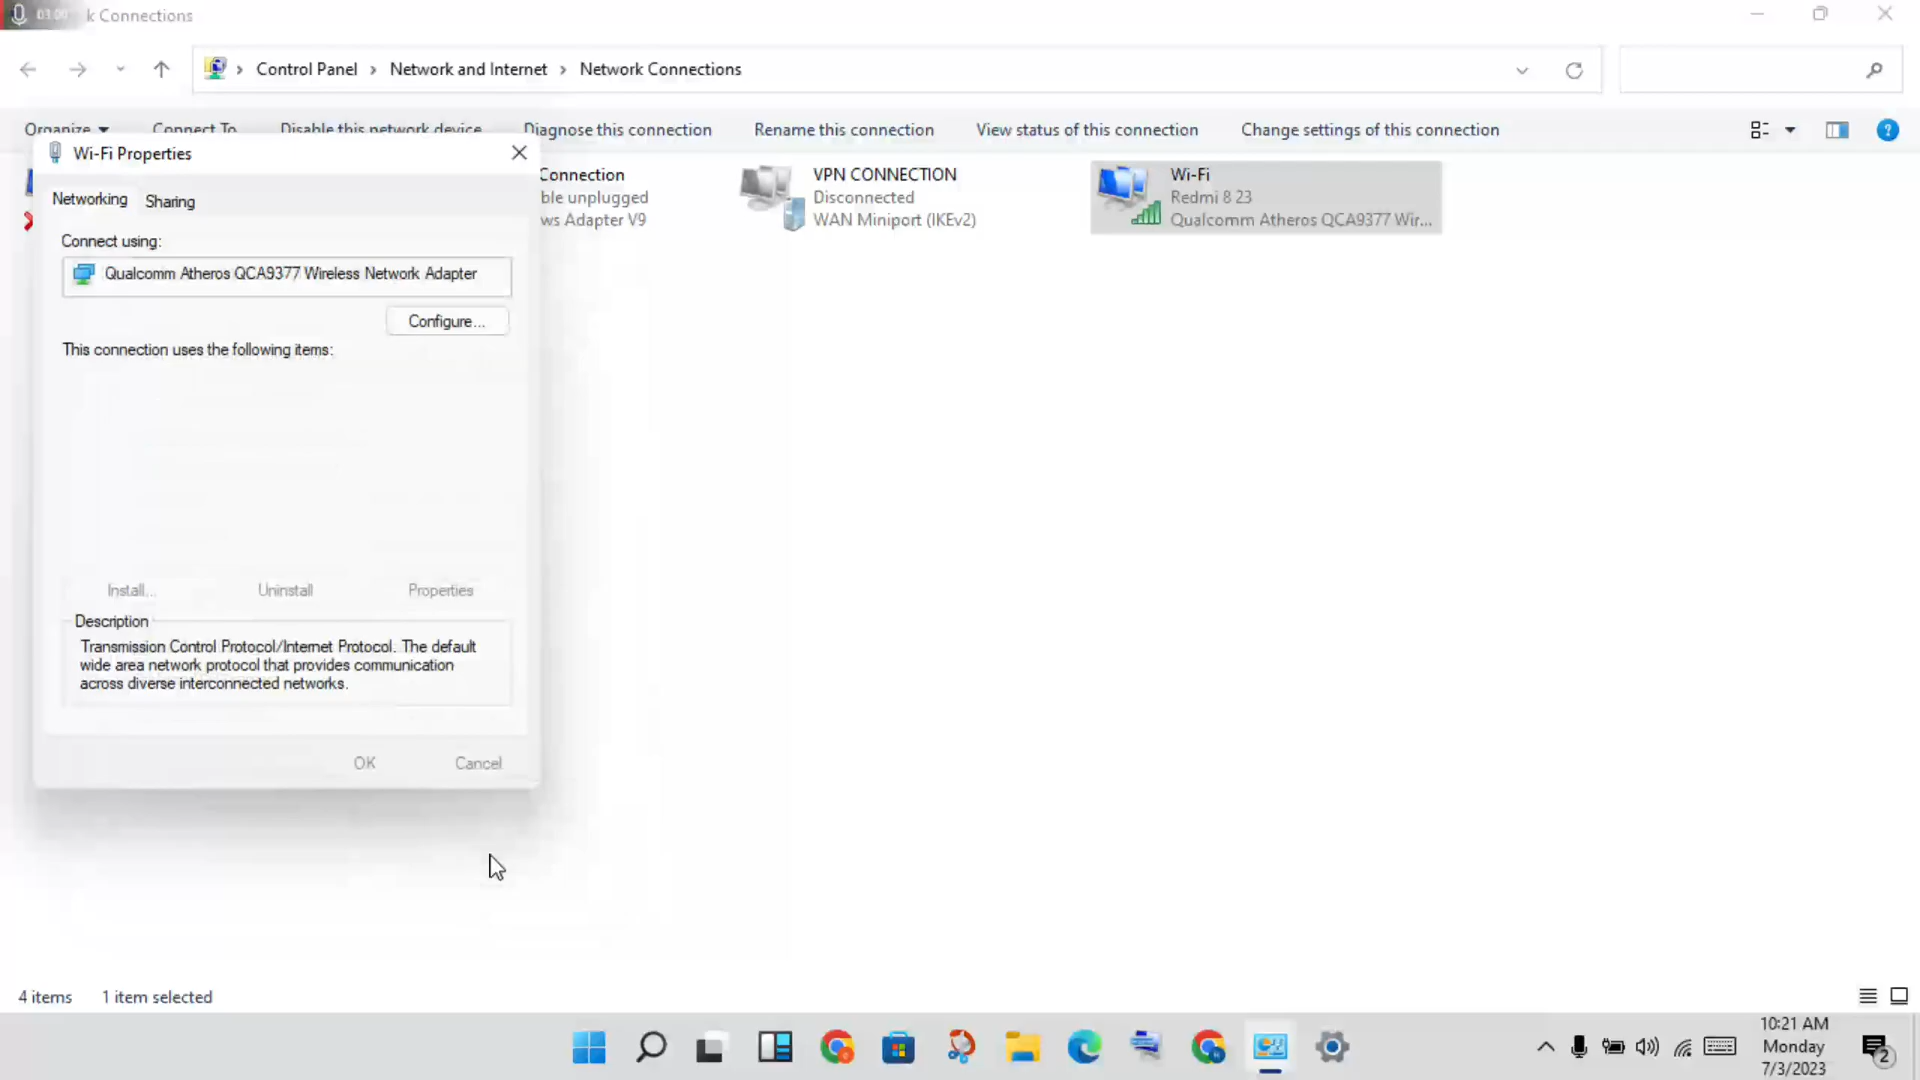 03:00
k Connections
Control Panel > Network and Internet > Network Connections
Organize Connect To Disable this network device Diagnose this connection Rename this connection View status of this connection Change settings of this connection
Wi-Fi Properties
Networking
Sharing
Connect using:
Qualcomm Atheros QCA9377 Wireless Network Adapter
Configure...
This connection uses the following items:
Install...
Uninstall
Properties
Description
Transmission Control Protocol/Internet Protocol. The default
wide area network protocol that provides communication
across diverse interconnected networks.
OK
Cancel
Connection
ble unplugged
ws Adapter V9
VPN CONNECTION
Disconnected
WAN Miniport (IKEv2)
Wi-Fi
Redmi 8 23
Qualcomm Atheros QCA9377 Wir...
4 items
1 item selected
10:21 AM
Monday
7/3/2023
2